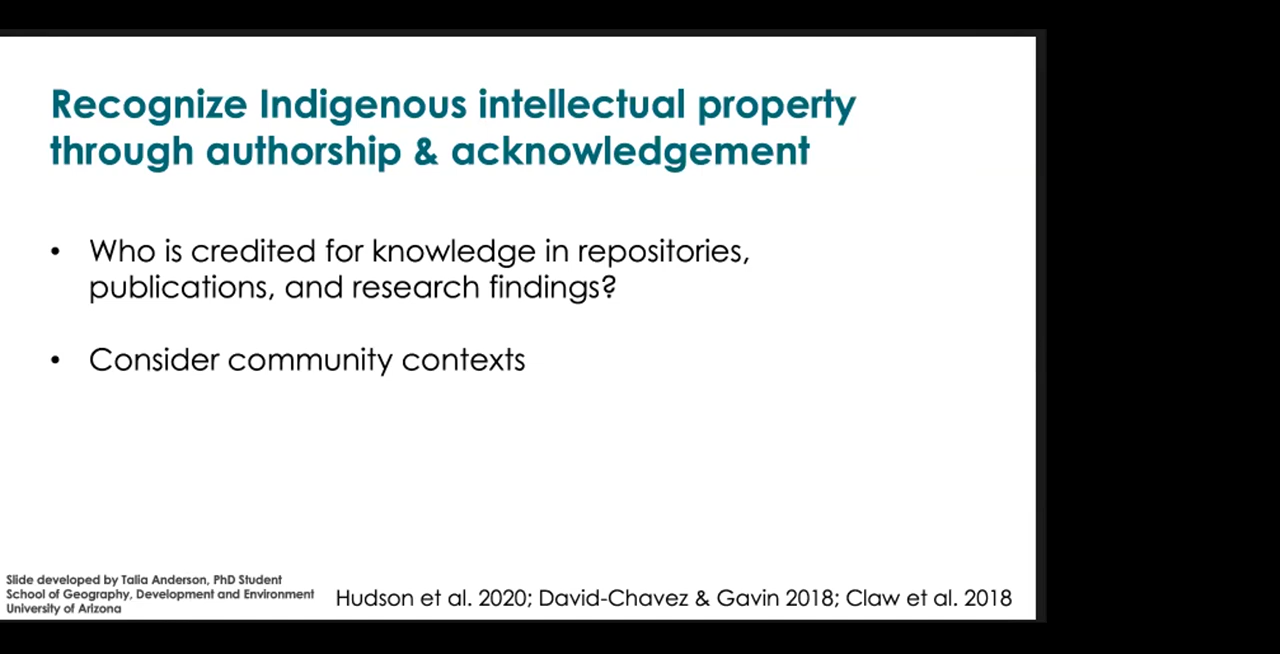 Recognize Indigenous intellectual property
through authorship & acknowledgement
• Who is credited for knowledge in repositories,
publications, and research findings?
• Consider community contexts
Slide developed by Talia Anderson, PhD Student
School of Geography, Development and Environment
University of Arizona
Hudson et al. 2020; David-Chavez & Gavin 2018; Claw et al. 2018